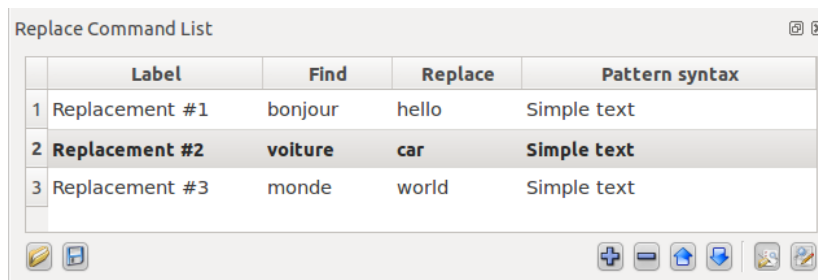 Replace Command List
Label Find Replace Pattern syntax
1 Replacement #1 bonjour hello Simple text
2 Replacement #2 voiture car Simple text
3 Replacement #3 monde world Simple text